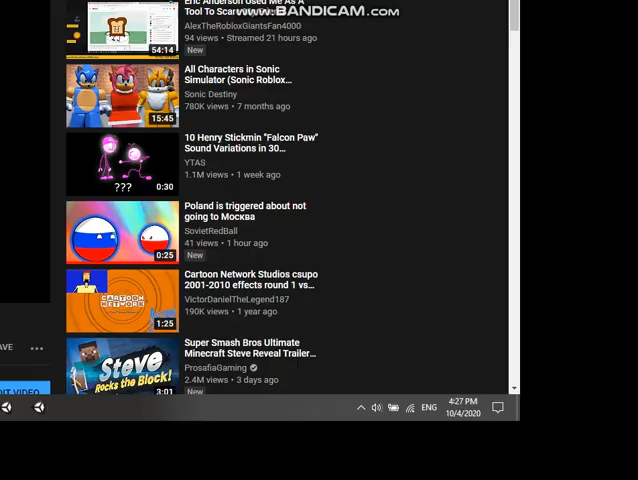 Eric Anderson Used Me As A
Tool To Scar
www.BANDICAM.com
AlexTheRobloxGiantsFan4000
94 views • Streamed 21 hours ago
54:14
New
All Characters in Sonic
Simulator (Sonic Roblox...
Sonic Destiny
780K views • 7 months ago
15:45
10 Henry Stickmin "Falcon Paw"
Sound Variations in 30...
YTAS
1.1M views • 1 week ago
???
0:30
Poland is triggered about not
going to Москва
SovietRedBall
41 views • 1 hour ago
0:25
New
Cartoon Network Studios csupo
2001-2010 effects round 1 vs...
VictorDanielTheLegend187
190K views • 1 year ago
CARTOON
NETWORK
1:25
Super Smash Bros Ultimate
Minecraft Steve Reveal Trailer...
ProsafiaGaming
2.4M views • 3 days ago
Steve
Rocks the Block!
3:01
New
AVE
DIT VIDEO
ENG
4:27 PM
10/4/2020